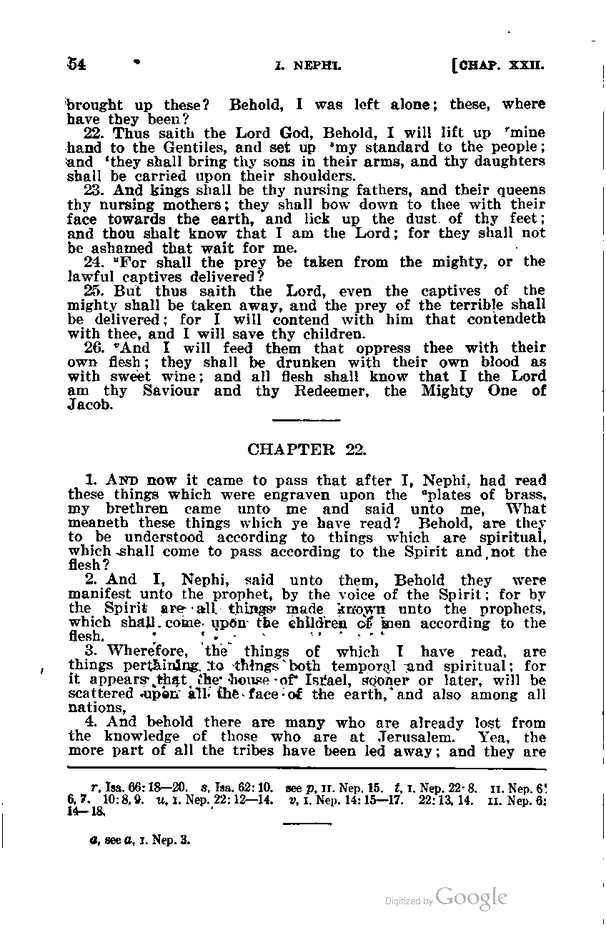 54 I. NEPHI. [CHAP. XXII.
brought up these? Behold, I was left alone; these, where
have they been?
22. Thus saith the Lord God, Behold, I will lift up ʳmine
hand to the Gentiles, and set up ˢmy standard to the people;
and ᵗthey shall bring thy sons in their arms, and thy daughters
shall be carried upon their shoulders.
23. And kings shall be thy nursing fathers, and their queens
thy nursing mothers; they shall bow down to thee with their
face towards the earth, and lick up the dust of thy feet;
and thou shalt know that I am the Lord; for they shall not
be ashamed that wait for me.
24. ᵘFor shall the prey be taken from the mighty, or the
lawful captives delivered?
25. But thus saith the Lord, even the captives of the
mighty shall be taken away, and the prey of the terrible shall
be delivered; for I will contend with him that contendeth
with thee, and I will save thy children.
26. ᵛAnd I will feed them that oppress thee with their
own flesh; they shall be drunken with their own blood as
with sweet wine; and all flesh shall know that I the Lord
am thy Saviour and thy Redeemer, the Mighty One of
Jacob.
CHAPTER 22.
1. AND now it came to pass that after I, Nephi, had read
these things which were engraven upon the ᵃplates of brass,
my brethren came unto me and said unto me, What
meaneth these things which ye have read? Behold, are they
to be understood according to things which are spiritual,
which shall come to pass according to the Spirit and not the
flesh?
2. And I, Nephi, said unto them, Behold they were
manifest unto the prophet, by the voice of the Spirit; for by
the Spirit are all things made known unto the prophets,
which shall come upon the children of men according to the
flesh.
3. Wherefore, the things of which I have read, are
things pertaining to things both temporal and spiritual; for
it appears that the house of Israel, sooner or later, will be
scattered upon all the face of the earth, and also among all
nations,
4. And behold there are many who are already lost from
the knowledge of those who are at Jerusalem. Yea, the
more part of all the tribes have been led away; and they are
r, Isa. 66: 18—20. s, Isa. 62: 10. see p, II. Nep. 15. t, I. Nep. 22: 8. II. Nep. 6:
6, 7. 10: 8, 9. u, I. Nep. 22: 12—14. v, I. Nep. 14: 15—17. 22: 13, 14. II. Nep. 6:
14—18.
a, see a, I. Nep. 3.
Digitized by Google